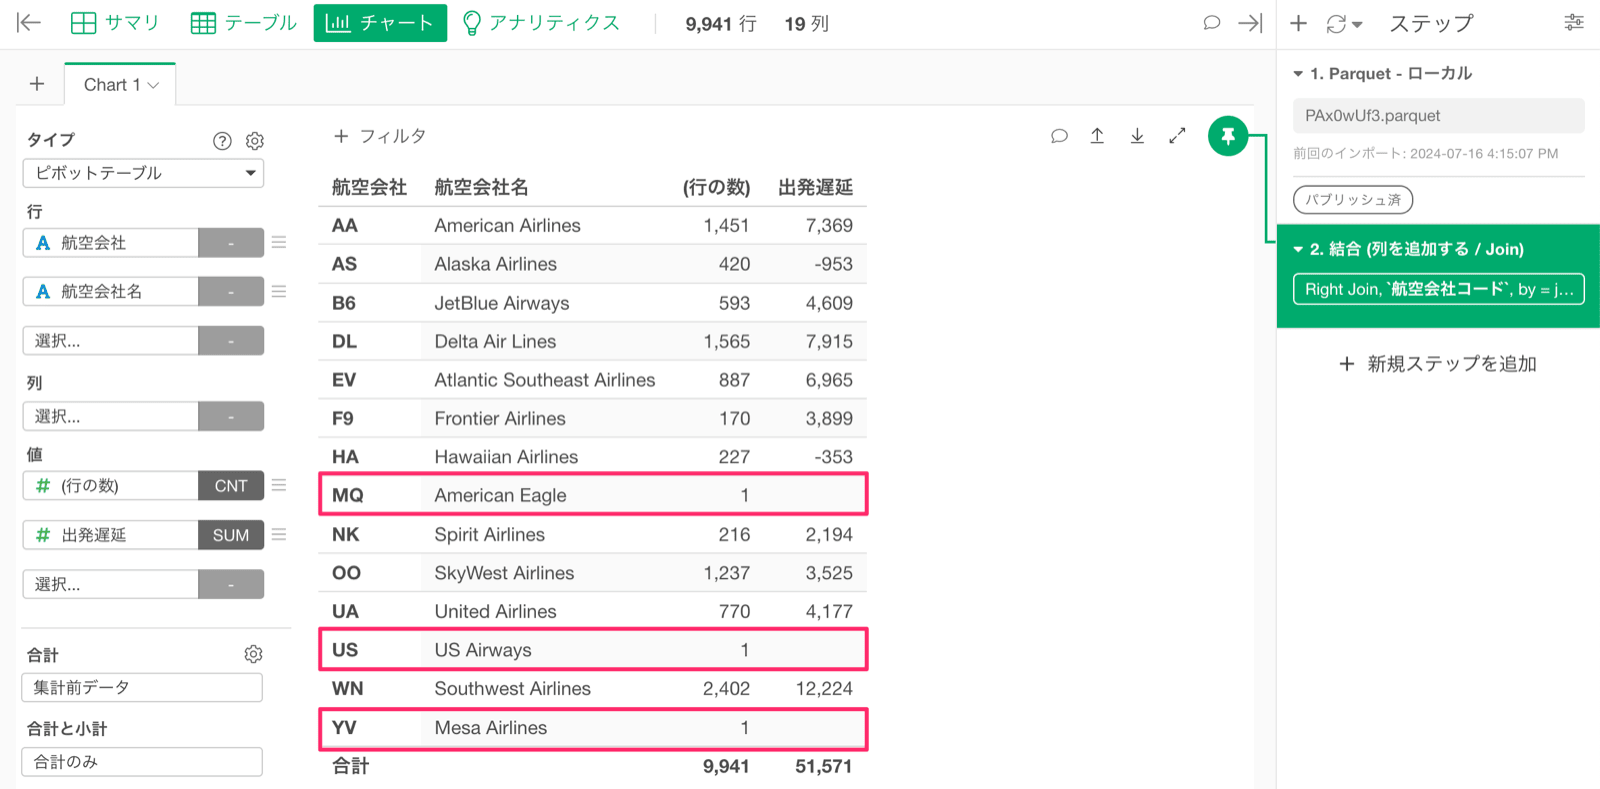 サマリ テーブル チャート アナリティクス 9,941 行 19 列 ステップ
Chart 1
タイプ
ピボットテーブル
行
航空会社 -
航空会社名 -
選択... -
列
選択... -
値
(行の数) CNT
出発遅延 SUM
選択... -
合計
集計前データ
合計と小計
合計のみ
フィルタ
航空会社 航空会社名 (行の数) 出発遅延
AA American Airlines 1,451 7,369
AS Alaska Airlines 420 -953
B6 JetBlue Airways 593 4,609
DL Delta Air Lines 1,565 7,915
EV Atlantic Southeast Airlines 887 6,965
F9 Frontier Airlines 170 3,899
HA Hawaiian Airlines 227 -353
MQ American Eagle 1
NK Spirit Airlines 216 2,194
OO SkyWest Airlines 1,237 3,525
UA United Airlines 770 4,177
US US Airways 1
WN Southwest Airlines 2,402 12,224
YV Mesa Airlines 1
合計 9,941 51,571
1. Parquet - ローカル
PAx0wUf3.parquet
前回のインポート: 2024-07-16 4:15:07 PM
パブリッシュ済
2. 結合 (列を追加する / Join)
Right Join, `航空会社コード`, by = j...
新規ステップを追加